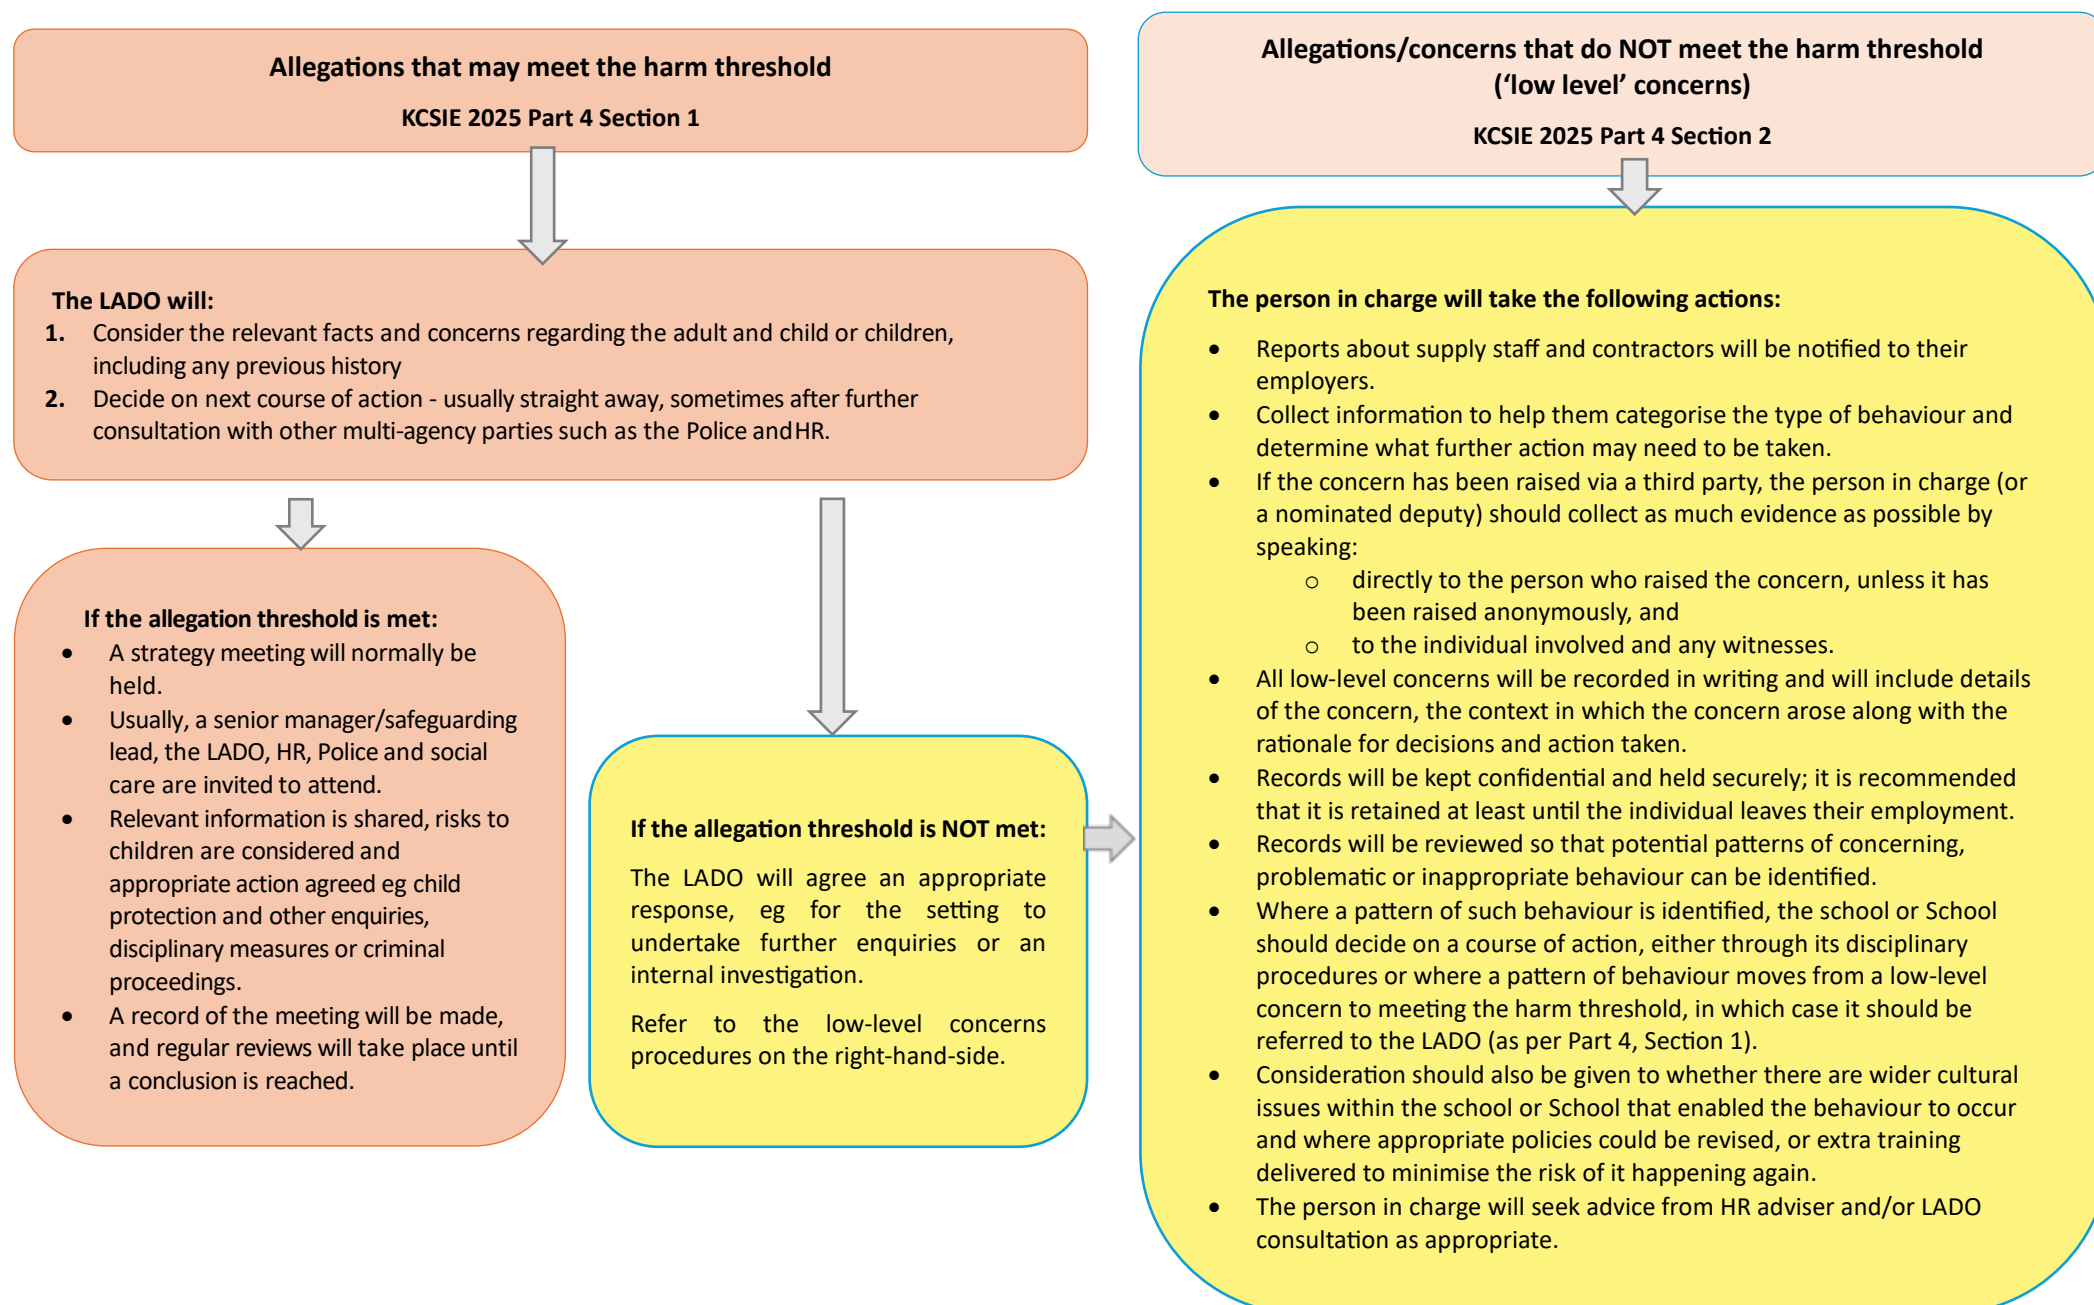 Allegations that may meet the harm threshold
KCSIE 2025 Part 4 Section 1
The LADO will:
1. Consider the relevant facts and concerns regarding the adult and child or children,
including any previous history
2. Decide on next course of action - usually straight away, sometimes after further
consultation with other multi-agency parties such as the Police andHR.
If the allegation threshold is met:
• A strategy meeting will normally be
held.
• Usually, a senior manager/safeguarding
lead, the LADO, HR, Police and social
care are invited to attend.
• Relevant information is shared, risks to
children are considered and
appropriate action agreed eg child
protection and other enquiries,
disciplinary measures or criminal
proceedings.
• A record of the meeting will be made,
and regular reviews will take place until
a conclusion is reached.
If the allegation threshold is NOT met:
The LADO will agree an appropriate
response, eg for the setting to
undertake further enquiries or an
internal investigation.
Refer to the low-level concerns
procedures on the right-hand-side.
Allegations/concerns that do NOT meet the harm threshold
(‘low level’ concerns)
KCSIE 2025 Part 4 Section 2
The person in charge will take the following actions:
• Reports about supply staff and contractors will be notified to their
employers.
• Collect information to help them categorise the type of behaviour and
determine what further action may need to be taken.
• If the concern has been raised via a third party, the person in charge (or
a nominated deputy) should collect as much evidence as possible by
speaking:
o directly to the person who raised the concern, unless it has
been raised anonymously, and
o to the individual involved and any witnesses.
• All low-level concerns will be recorded in writing and will include details
of the concern, the context in which the concern arose along with the
rationale for decisions and action taken.
• Records will be kept confidential and held securely; it is recommended
that it is retained at least until the individual leaves their employment.
• Records will be reviewed so that potential patterns of concerning,
problematic or inappropriate behaviour can be identified.
• Where a pattern of such behaviour is identified, the school or School
should decide on a course of action, either through its disciplinary
procedures or where a pattern of behaviour moves from a low-level
concern to meeting the harm threshold, in which case it should be
referred to the LADO (as per Part 4, Section 1).
• Consideration should also be given to whether there are wider cultural
issues within the school or School that enabled the behaviour to occur
and where appropriate policies could be revised, or extra training
delivered to minimise the risk of it happening again.
• The person in charge will seek advice from HR adviser and/or LADO
consultation as appropriate.